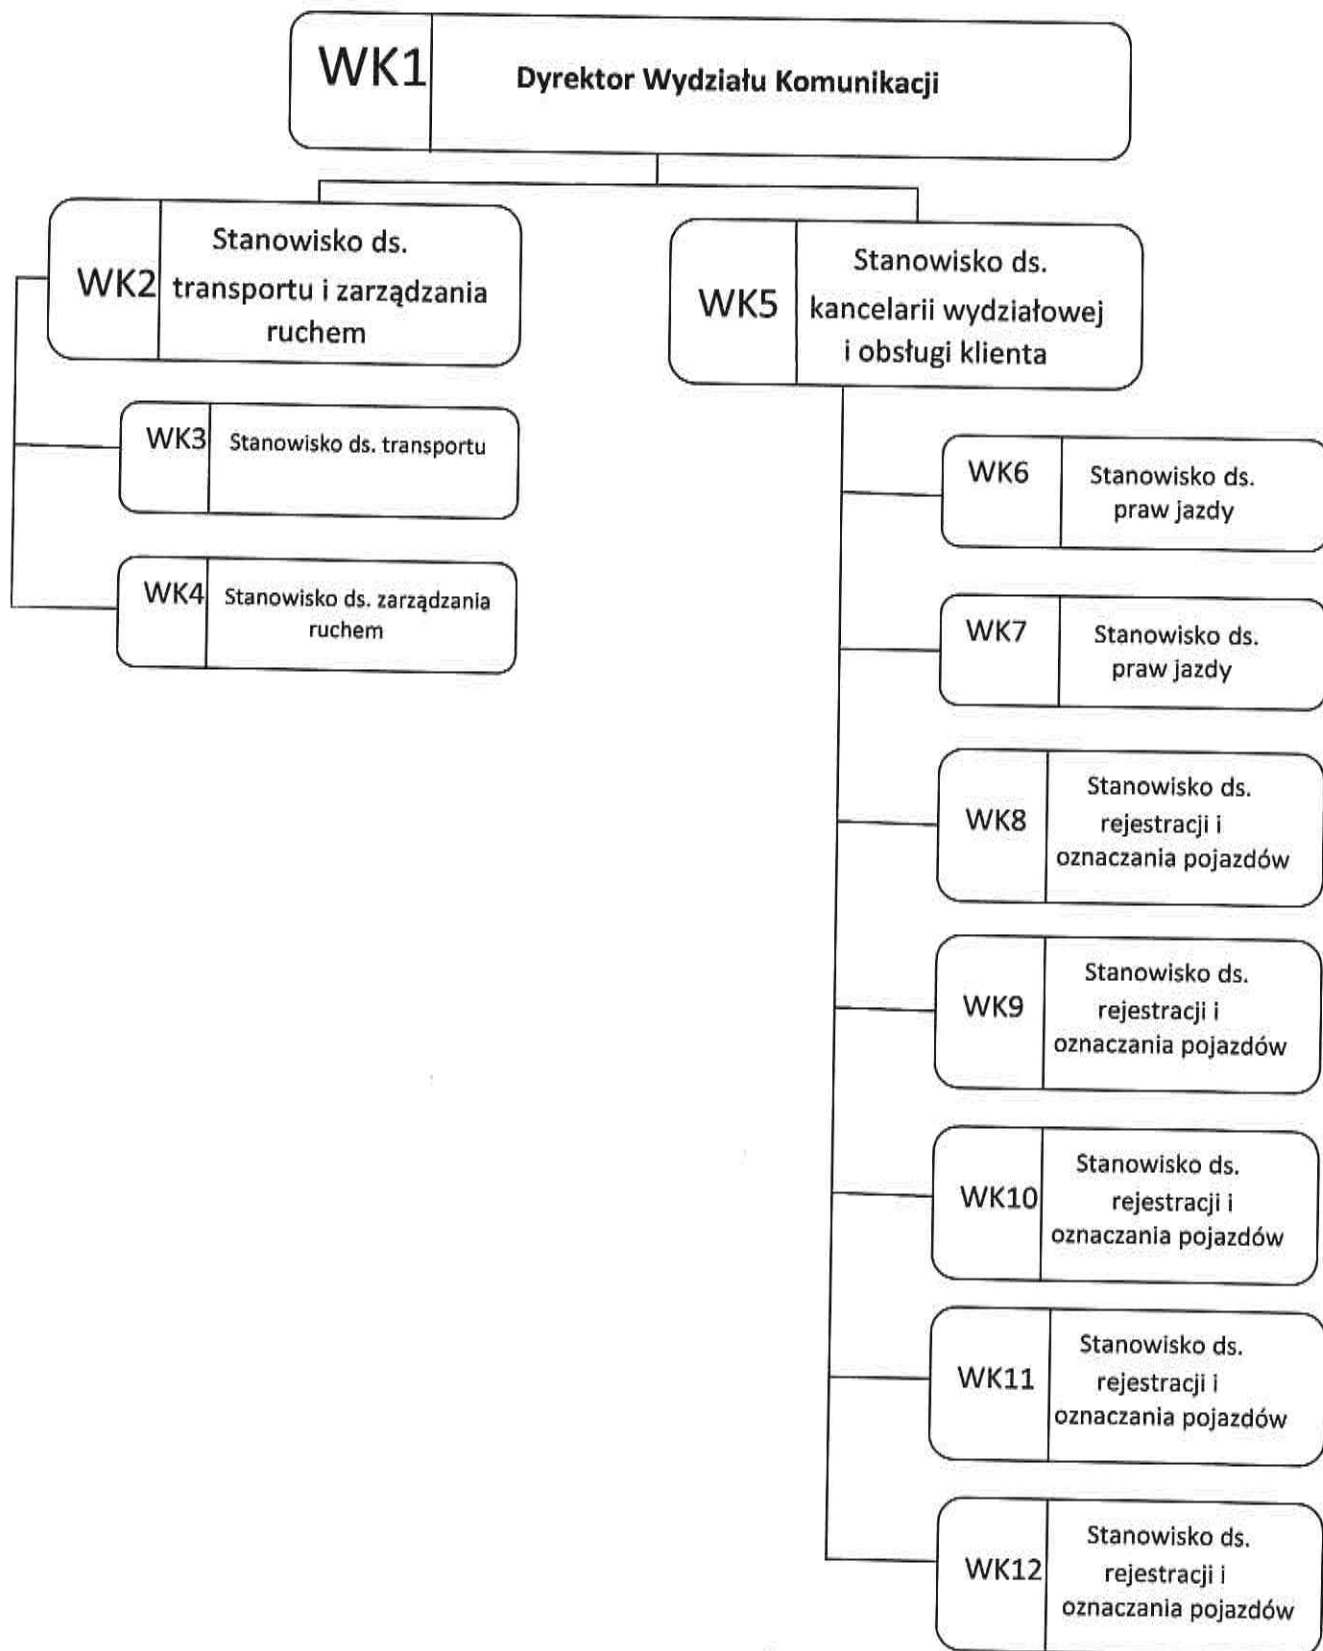 WK1
Dyrektor Wydziału Komunikacji
WK2
Stanowisko ds.
transportu i zarządzania
ruchem
WK3
Stanowisko ds. transportu
WK4
Stanowisko ds. zarządzania
ruchem
WK5
Stanowisko ds.
kancelarii wydziałowej
i obsługi klienta
WK6
Stanowisko ds.
praw jazdy
WK7
Stanowisko ds.
praw jazdy
WK8
Stanowisko ds.
rejestracji i
oznaczania pojazdów
WK9
Stanowisko ds.
rejestracji i
oznaczania pojazdów
WK10
Stanowisko ds.
rejestracji i
oznaczania pojazdów
WK11
Stanowisko ds.
rejestracji i
oznaczania pojazdów
WK12
Stanowisko ds.
rejestracji i
oznaczania pojazdów